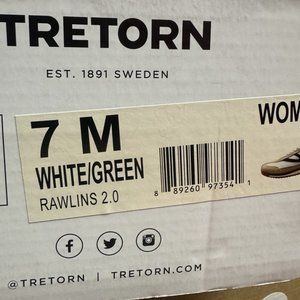 TRETORN
EST. 1891 SWEDEN
7 M
WOM
WHITE/GREEN
RAWLINS 2.0
8 89260 97354 1
@TRETORN | TRETORN.COM